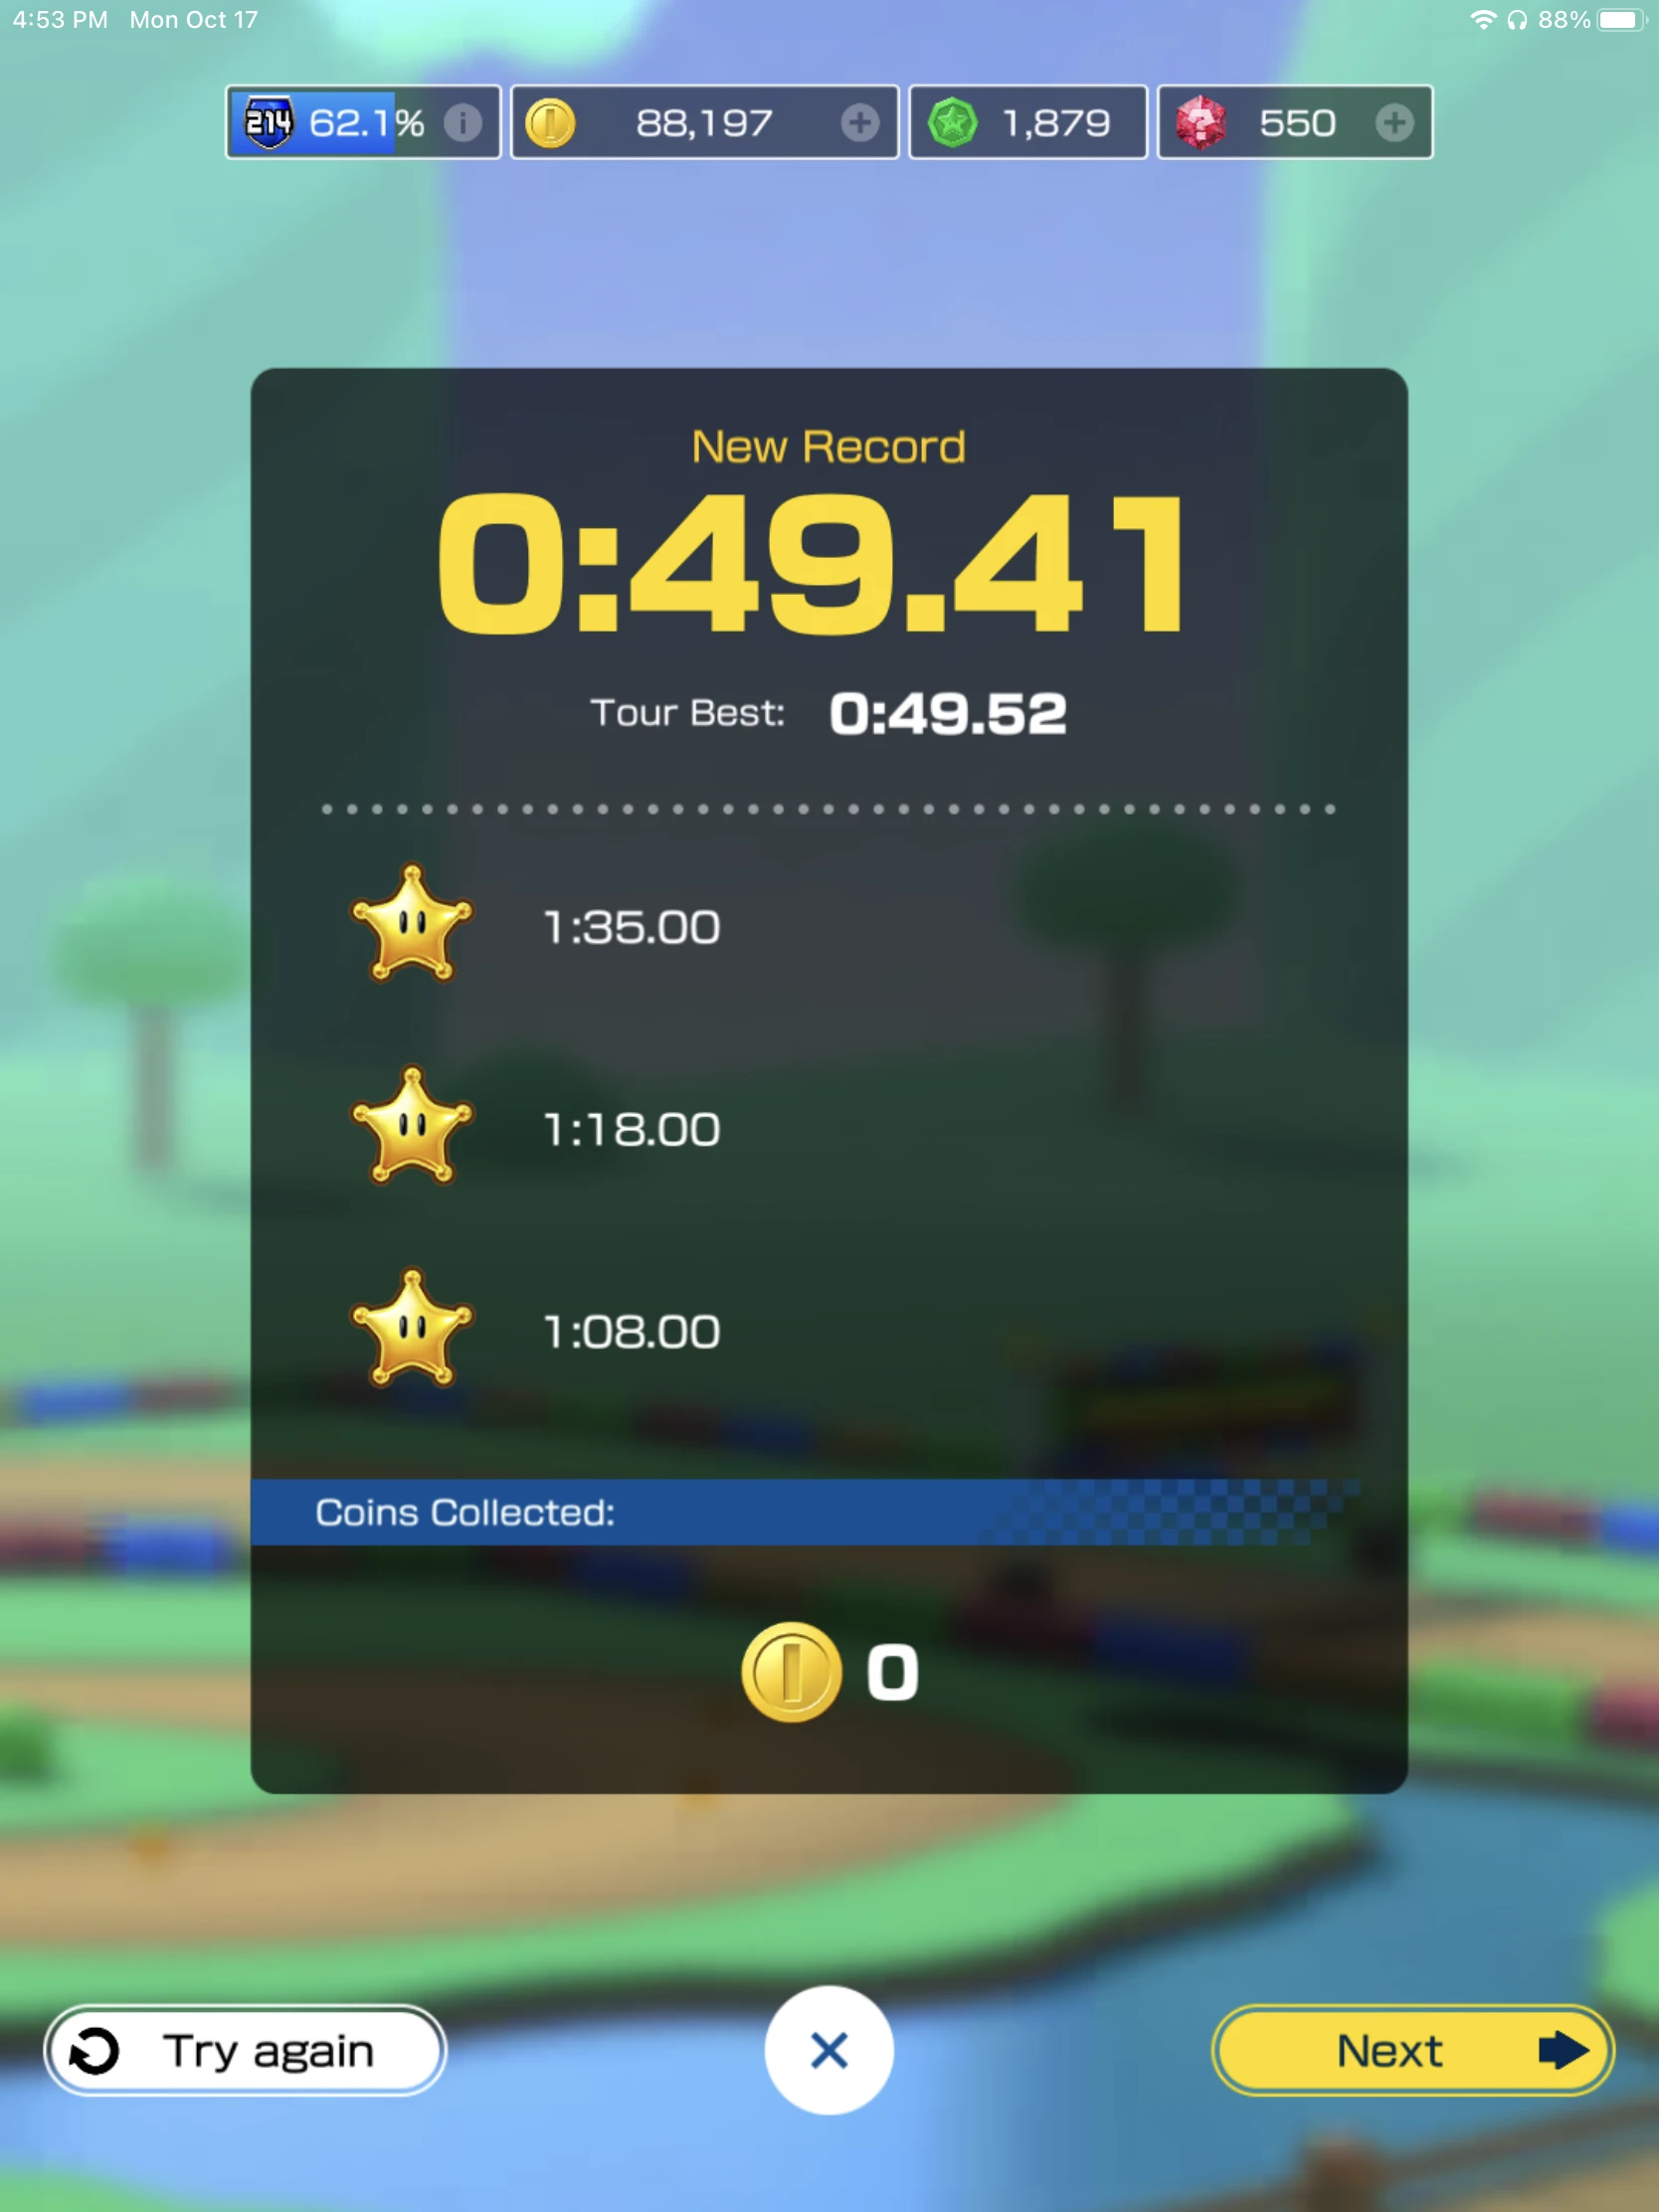 4:53 PM Mon Oct 17 88%
214 62.1% i 88,197 + 1,879 ? 550 +
New Record
0:49.41
Tour Best: 0:49.52
1:35.00
1:18.00
1:08.00
Coins Collected:
0
Try again × Next